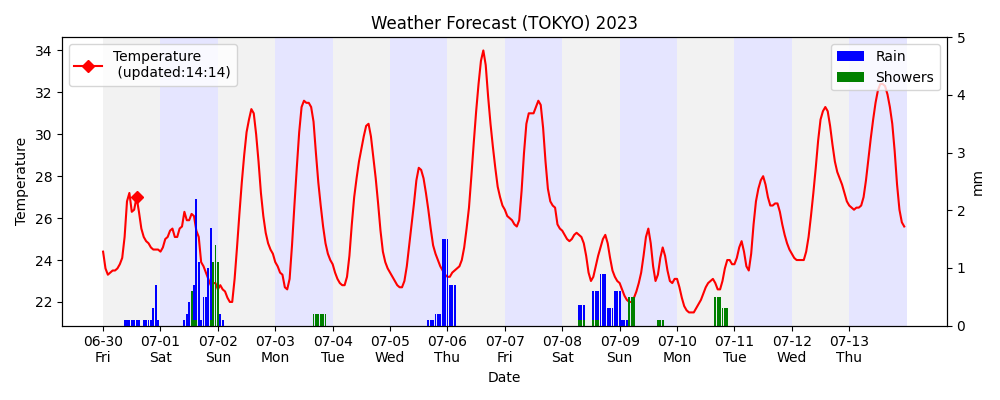 Weather Forecast (TOKYO) 2023
Temperature
(updated:14:14)
Rain
Showers
Temperature
34
32
30
28
26
24
22
5
4
3
2
1
0
mm
06-30 07-01 07-02 07-03 07-04 07-05 07-06 07-07 07-08 07-09 07-10 07-11 07-12 07-13
Fri Sat Sun Mon Tue Wed Thu Fri Sat Sun Mon Tue Wed Thu
Date